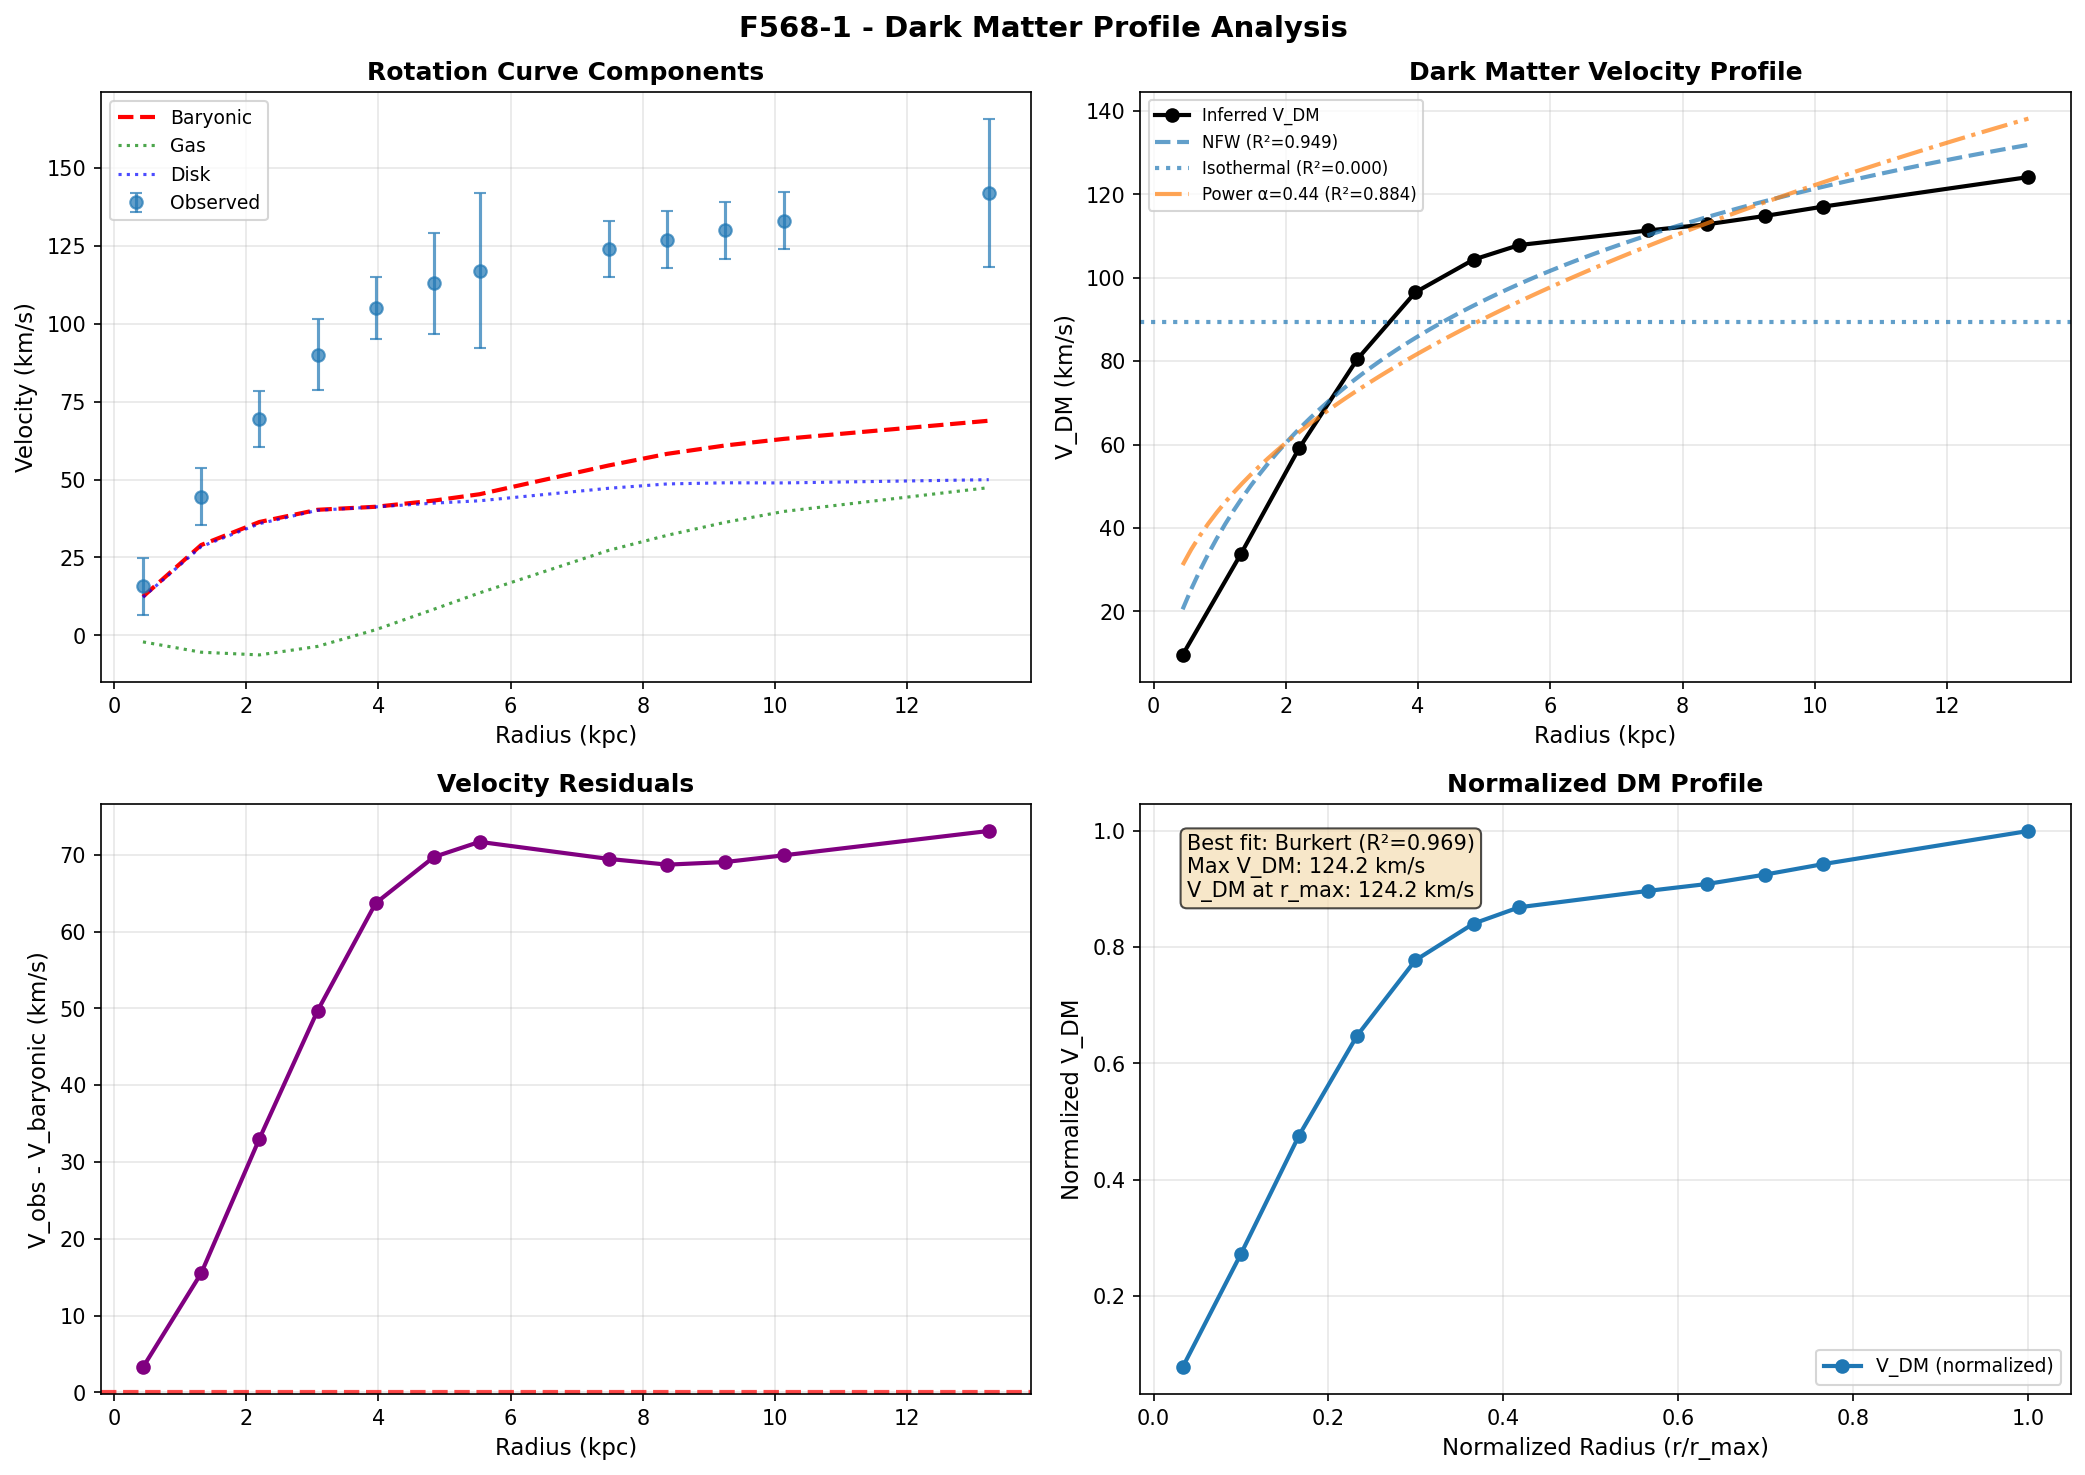 F568-1 - Dark Matter Profile Analysis
Rotation Curve Components
Baryonic
Gas
Disk
Observed
Velocity (km/s)
150
125
100
75
50
25
0
0 2 4 6 8 10 12
Radius (kpc)
Dark Matter Velocity Profile
Inferred V_DM
NFW (R²=0.949)
Isothermal (R²=0.000)
Power α=0.44 (R²=0.884)
V_DM (km/s)
140
120
100
80
60
40
20
0 2 4 6 8 10 12
Radius (kpc)
Velocity Residuals
V_obs - V_baryonic (km/s)
70
60
50
40
30
20
10
0
0 2 4 6 8 10 12
Radius (kpc)
Normalized DM Profile
Best fit: Burkert (R²=0.969)
Max V_DM: 124.2 km/s
V_DM at r_max: 124.2 km/s
Normalized V_DM
1.0
0.8
0.6
0.4
0.2
V_DM (normalized)
0.0 0.2 0.4 0.6 0.8 1.0
Normalized Radius (r/r_max)